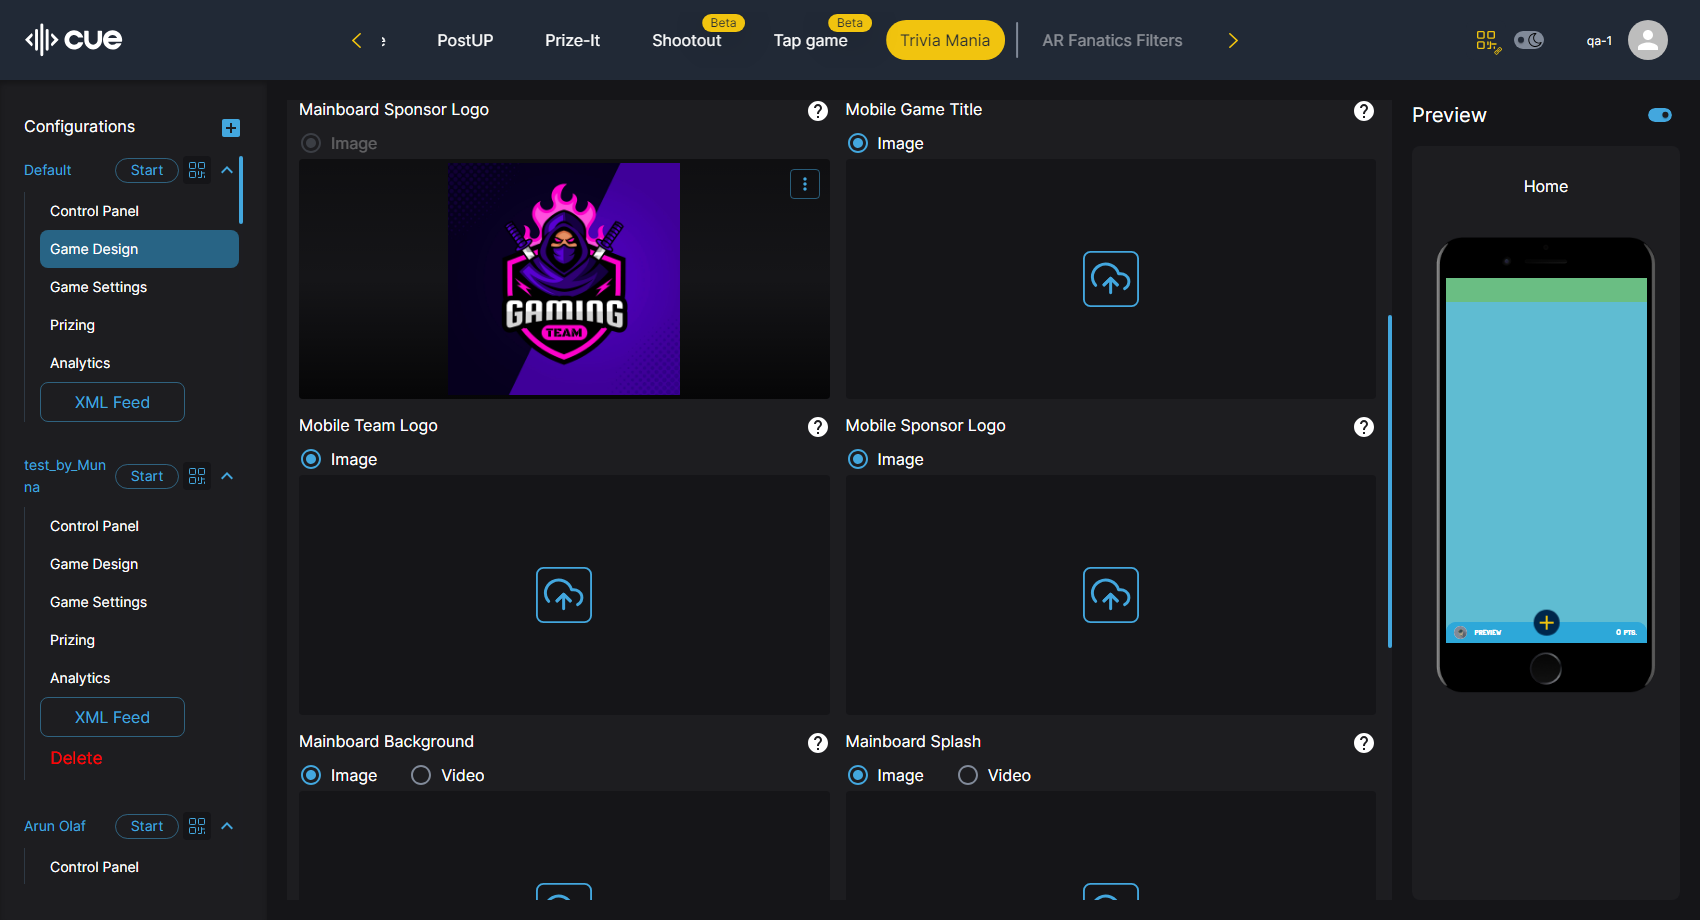 cue
PostUP
Prize-It
Beta
Shootout
Beta
Tap game
Trivia Mania
AR Fanatics Filters
qa-1
Configurations
Default
Start
Control Panel
Game Design
Game Settings
Prizing
Analytics
XML Feed
test_by_Mun
na
Start
Control Panel
Game Design
Game Settings
Prizing
Analytics
XML Feed
Delete
Arun Olaf
Start
Control Panel
Mainboard Sponsor Logo
Image
GAMING
TEAM
Mobile Game Title
Image
Mobile Team Logo
Image
Mobile Sponsor Logo
Image
Mainboard Background
Image Video
Mainboard Splash
Image Video
Preview
Home
PREVIEW
0 PTS.